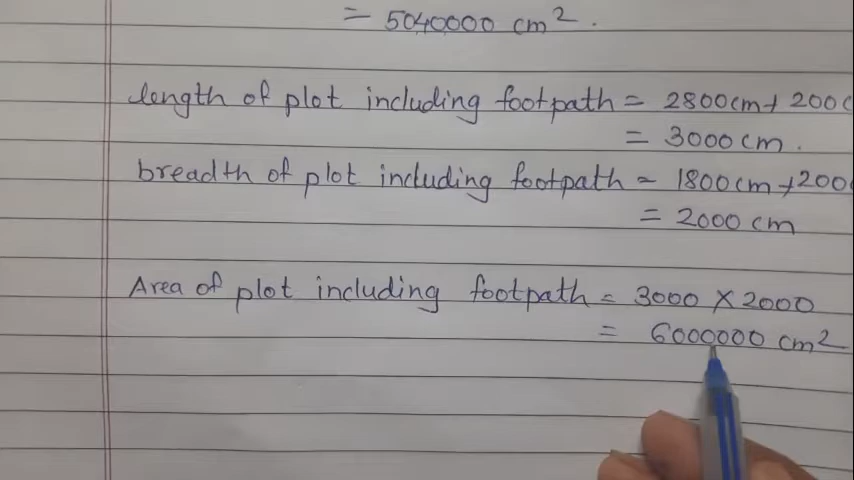 = 5040000 cm².
length of plot including footpath = 2800cm + 200c
= 3000 cm.
breadth of plot including footpath = 1800cm + 200
= 2000 cm
Area of plot including footpath = 3000 × 2000
= 6000000 cm²